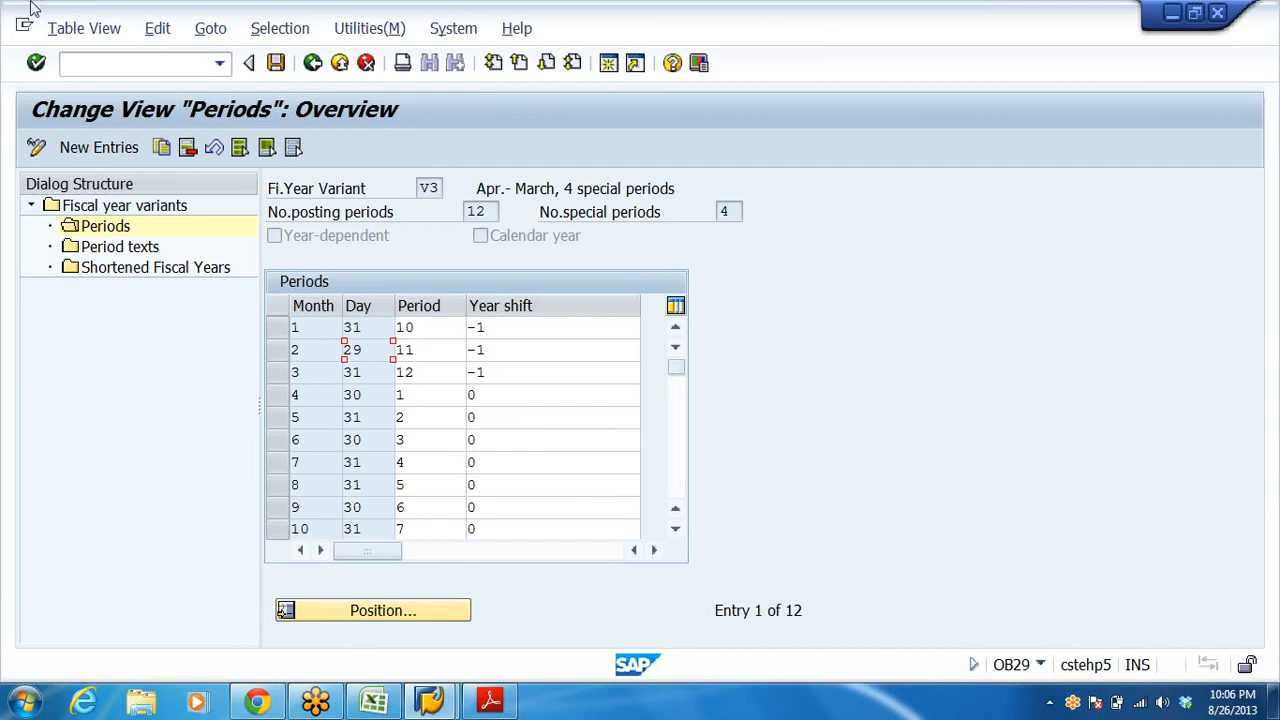 Table View Edit Goto Selection Utilities(M) System Help
Change View "Periods": Overview
New Entries
Dialog Structure
Fiscal year variants
Periods
Period texts
Shortened Fiscal Years
Fi.Year Variant V3 Apr.- March, 4 special periods
No.posting periods 12 No.special periods 4
Year-dependent Calendar year
Periods
Month Day Period Year shift
1 31 10 -1
2 29 11 -1
3 31 12 -1
4 30 1 0
5 31 2 0
6 30 3 0
7 31 4 0
8 31 5 0
9 30 6 0
10 31 7 0
Position... Entry 1 of 12
SAP OB29 cstehp5 INS
10:06 PM
8/26/2013